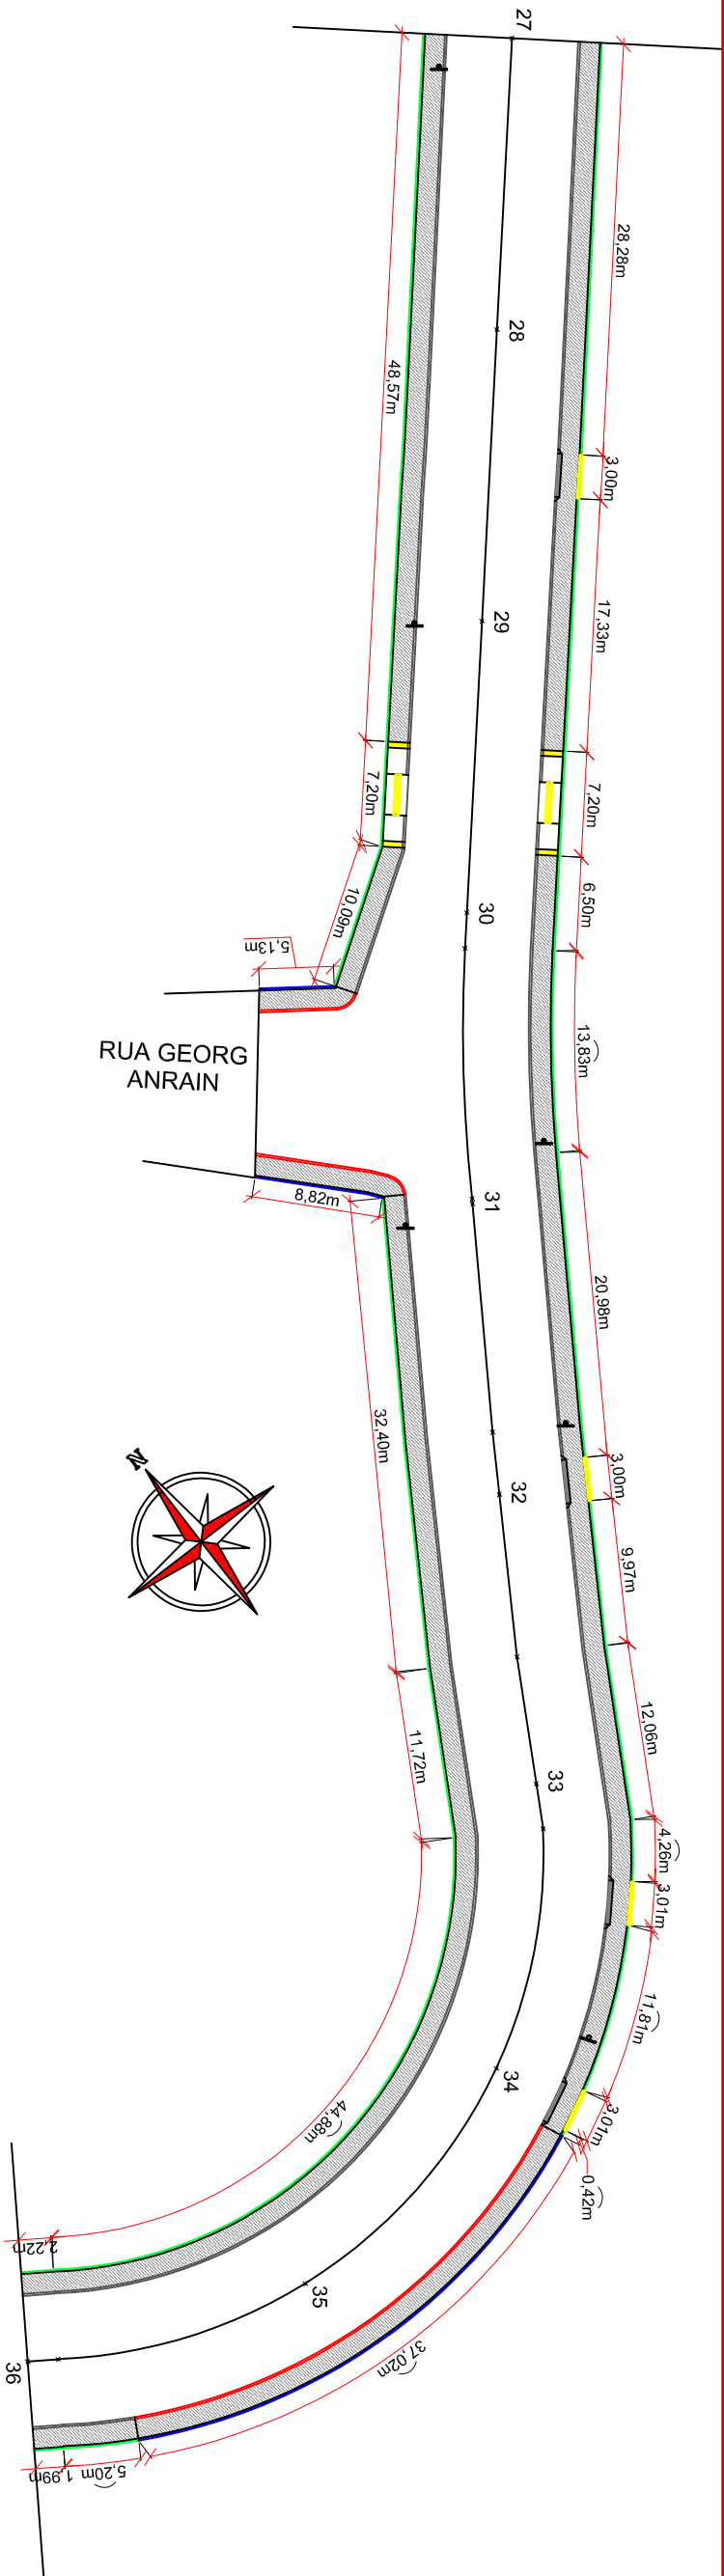 27
28,28m
28
48,57m
3,00m
17,33m
29
7,20m
7,20m
6,50m
10,09m
30
5,13m
13,83m
RUA GEORG
ANRAIN
31
8,82m
20,98m
32,40m
N
3,00m
32
9,97m
12,06m
11,72m
33
4,26m
3,01m
11,81m
34
3,01m
44,88m
0,42m
2,22m
35
37,02m
36
5,20m
1,99m